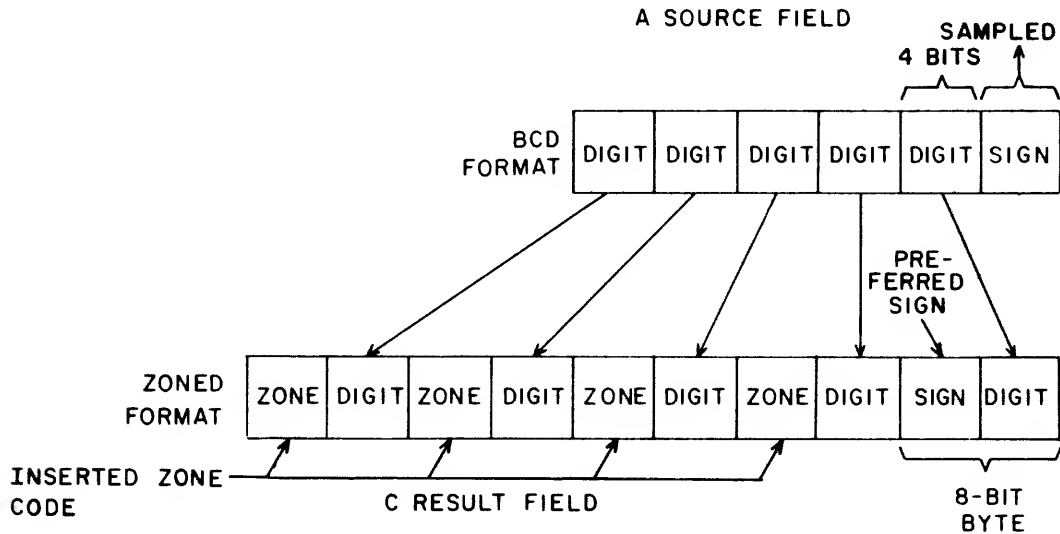 A SOURCE FIELD
SAMPLED
4 BITS
BCD
FORMAT
DIGIT DIGIT DIGIT DIGIT DIGIT SIGN
PRE-
FERRED
SIGN
ZONED
FORMAT
ZONE DIGIT ZONE DIGIT ZONE DIGIT ZONE DIGIT SIGN DIGIT
INSERTED ZONE
CODE
C RESULT FIELD
8-BIT
BYTE